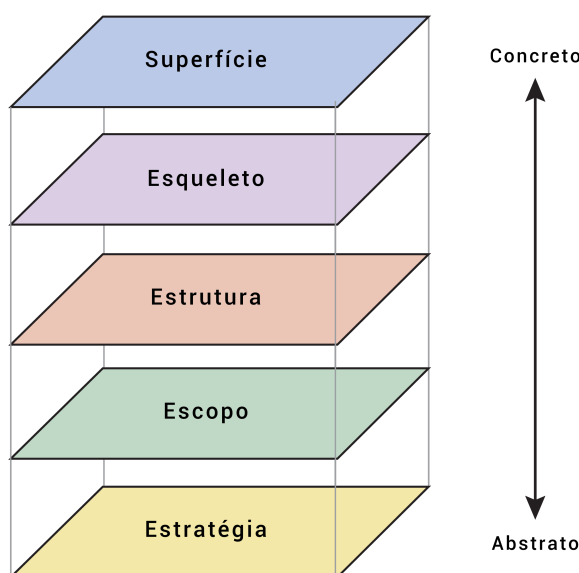 Superfície
Concreto
Esqueleto
Estrutura
Escopo
Estratégia
Abstrato